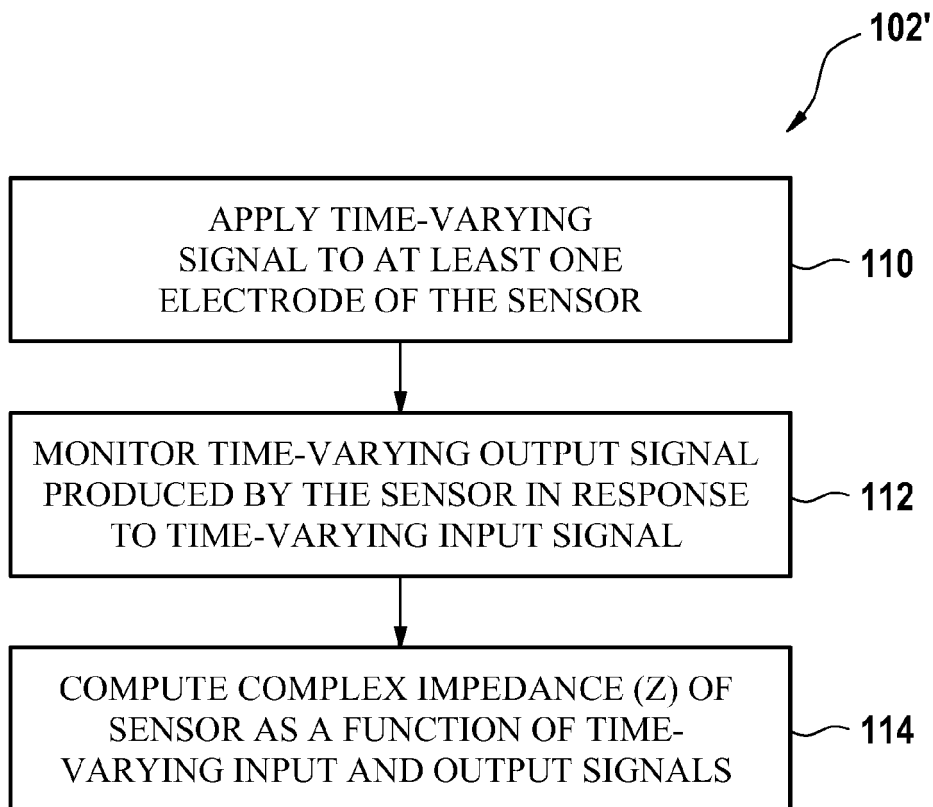 102'
APPLY TIME-VARYING
SIGNAL TO AT LEAST ONE
ELECTRODE OF THE SENSOR
110
MONITOR TIME-VARYING OUTPUT SIGNAL
PRODUCED BY THE SENSOR IN RESPONSE
TO TIME-VARYING INPUT SIGNAL
112
COMPUTE COMPLEX IMPEDANCE (Z) OF
SENSOR AS A FUNCTION OF TIME-
VARYING INPUT AND OUTPUT SIGNALS
114